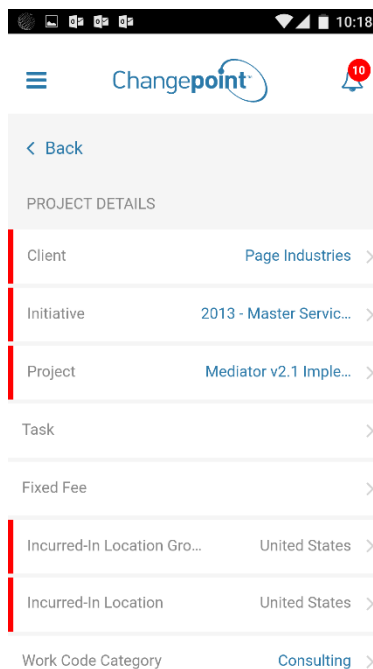 10:18
Changepoint
10
< Back
PROJECT DETAILS
Client Page Industries
Initiative 2013 - Master Servic...
Project Mediator v2.1 Imple...
Task
Fixed Fee
Incurred-In Location Gro... United States
Incurred-In Location United States
Work Code Category Consulting